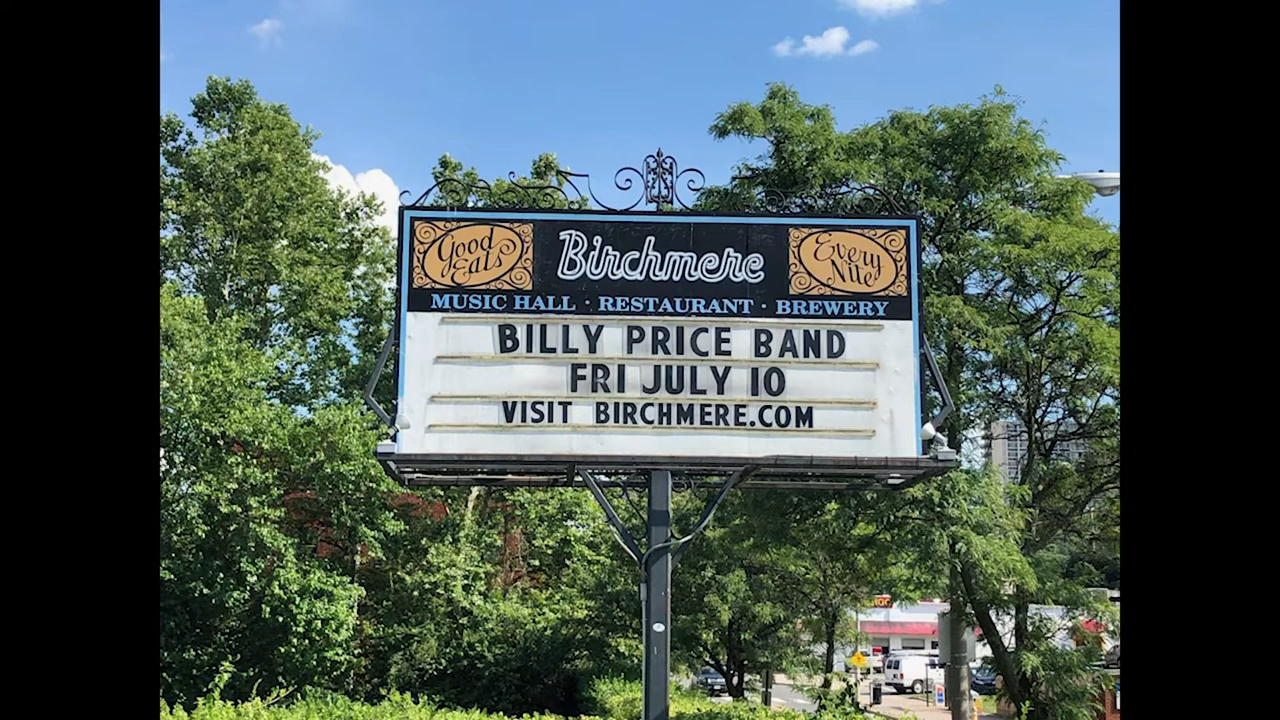 Good Eats
Birchmere
Every Nite!
MUSIC HALL · RESTAURANT · BREWERY
BILLY PRICE BAND
FRI JULY 10
VISIT BIRCHMERE.COM